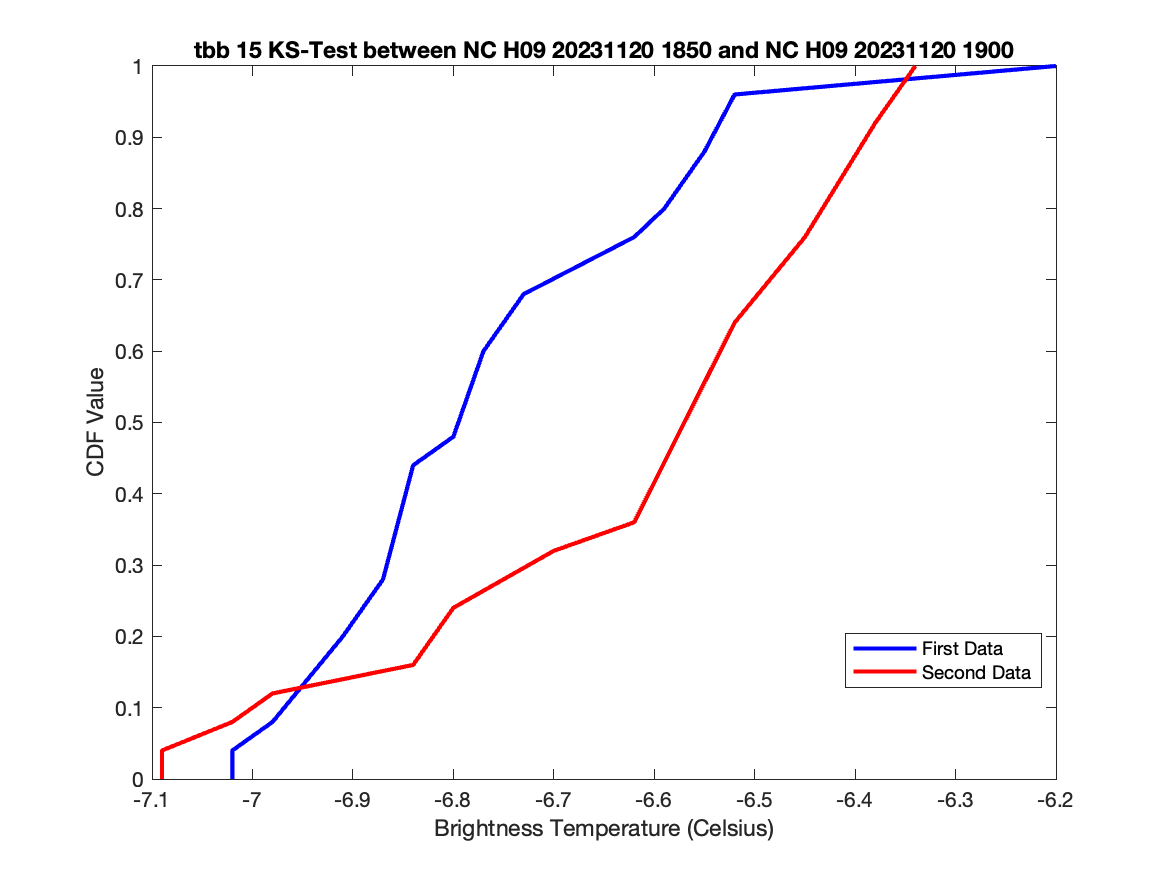 tbb 15 KS-Test between NC H09 20231120 1850 and NC H09 20231120 1900
1
0.9
0.8
0.7
0.6
0.5
0.4
0.3
0.2
0.1
0
CDF Value
First Data
Second Data
-7.1 -7 -6.9 -6.8 -6.7 -6.6 -6.5 -6.4 -6.3 -6.2
Brightness Temperature (Celsius)